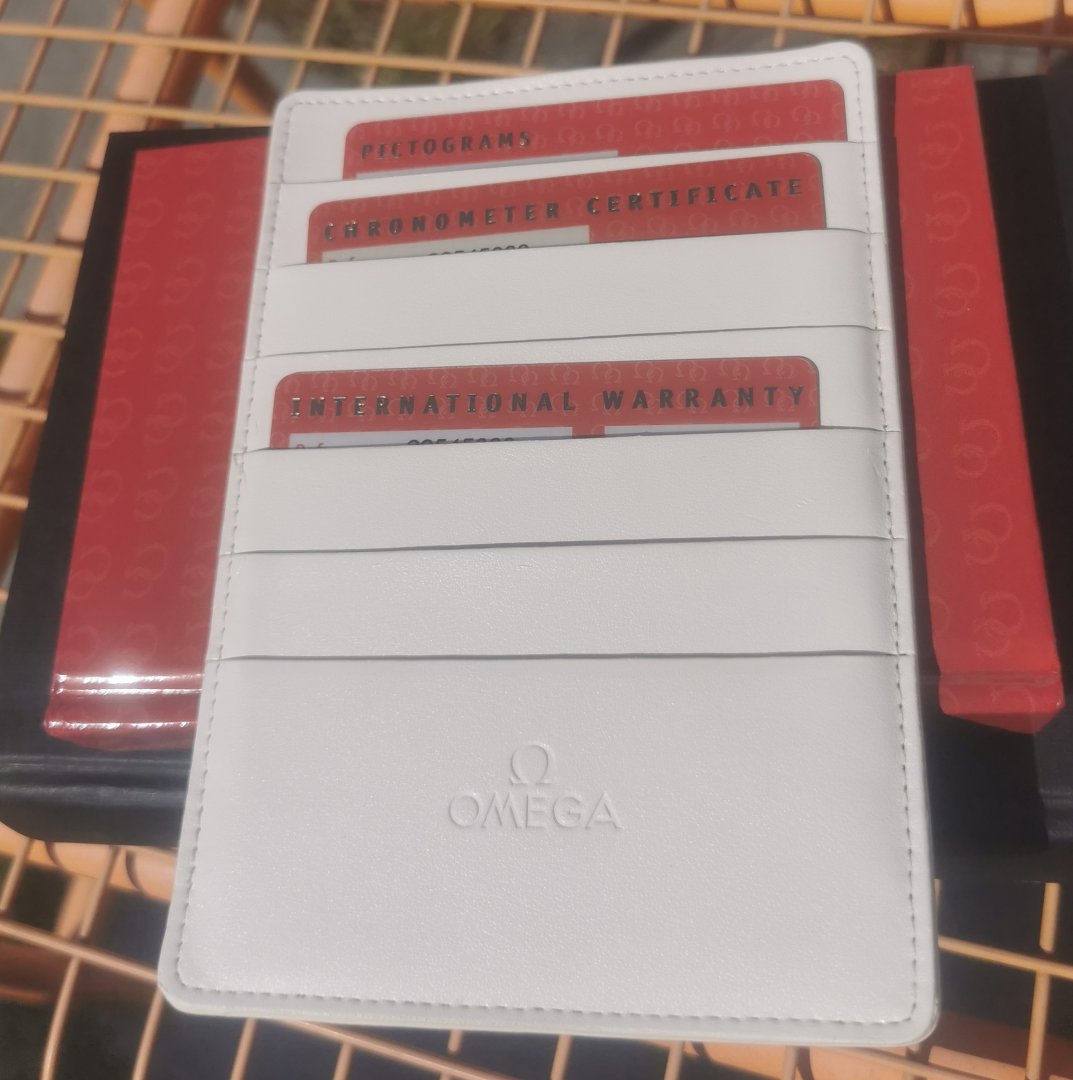 PICTOGRAMS
CHRONOMETER CERTIFICATE
INTERNATIONAL WARRANTY
Ω
OMEGA